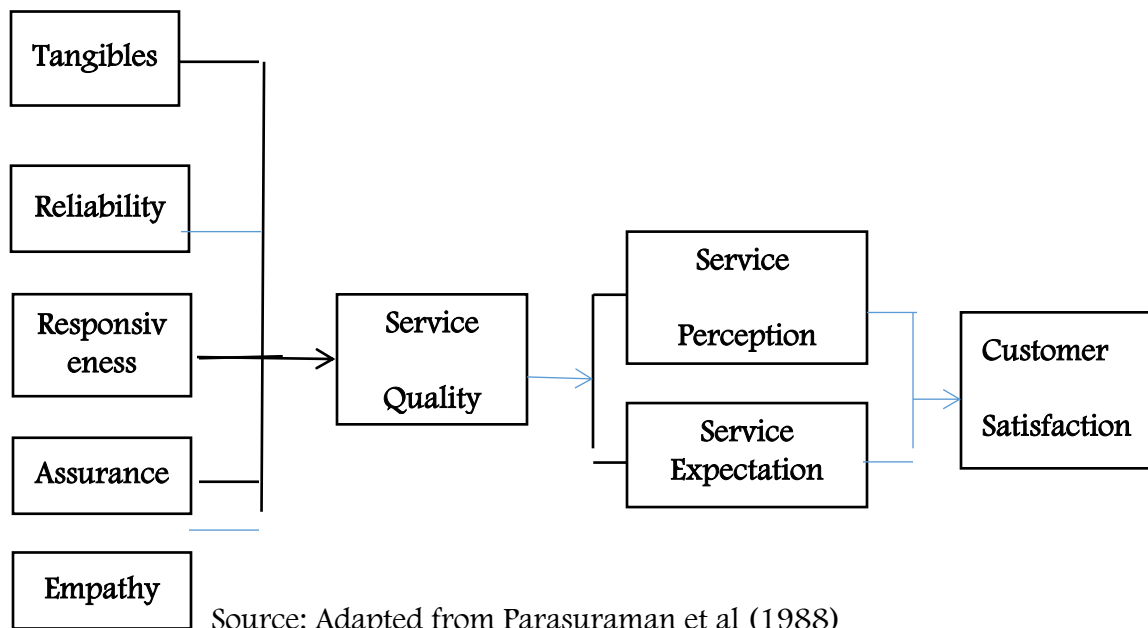 Tangibles
Reliability
Responsiv
eness
Assurance
Empathy
Service
Quality
Service
Perception
Service
Expectation
Customer
Satisfaction
Source: Adapted from Parasuraman et al (1988)